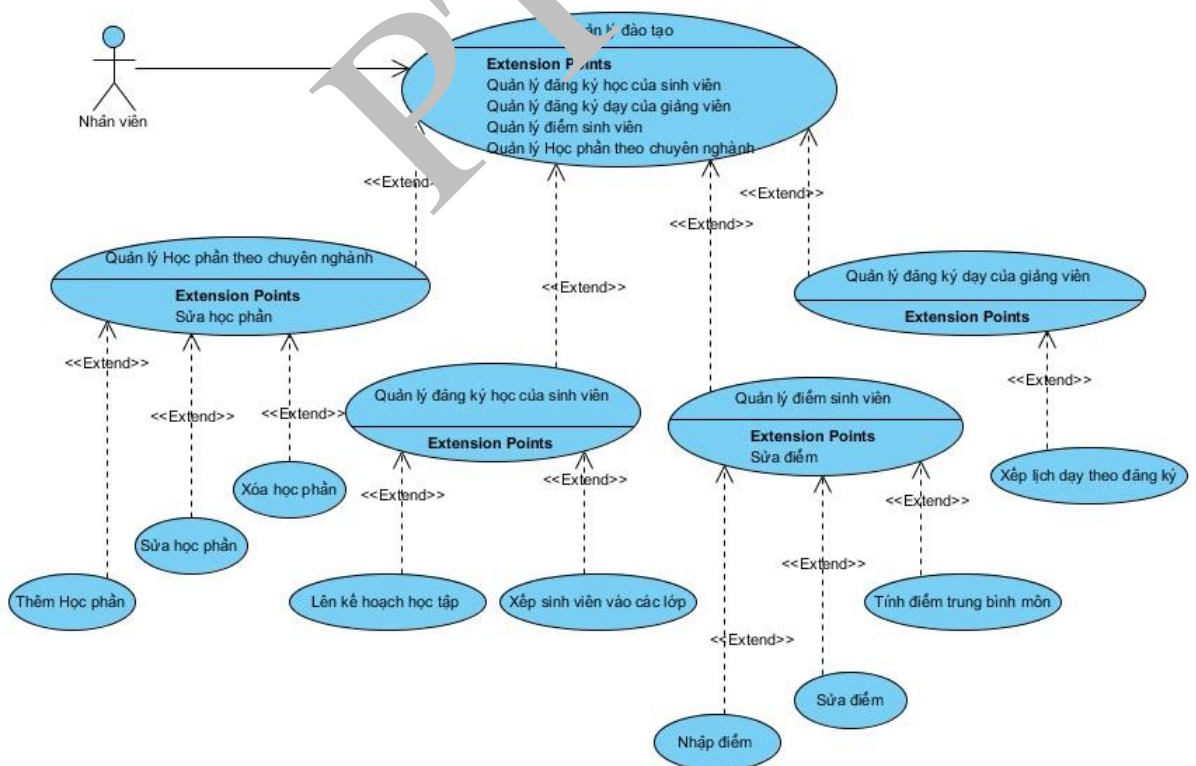 Quản lý đào tạo
Extension Points
Quản lý đăng ký học của sinh viên
Quản lý đăng ký dạy của giảng viên
Quản lý điểm sinh viên
Quản lý Học phần theo chuyên nghành
Nhân viên
<<Extend>>
<<Extend>>
<<Extend>>
<<Extend>>
Quản lý Học phần theo chuyên nghành
Extension Points
Sửa học phần
Quản lý đăng ký dạy của giảng viên
Extension Points
<<Extend>>
<<Extend>>
<<Extend>>
<<Extend>>
Quản lý đăng ký học của sinh viên
Extension Points
Quản lý điểm sinh viên
Extension Points
Sửa điểm
Xếp lịch dạy theo đăng ký
Xóa học phần
<<Extend>>
<<Extend>>
<<Extend>>
Sửa học phần
<<Extend>>
Thêm Học phần
Lên kế hoạch học tập
Xếp sinh viên vào các lớp
Tính điểm trung bình môn
<<Extend>>
Sửa điểm
Nhập điểm
PT